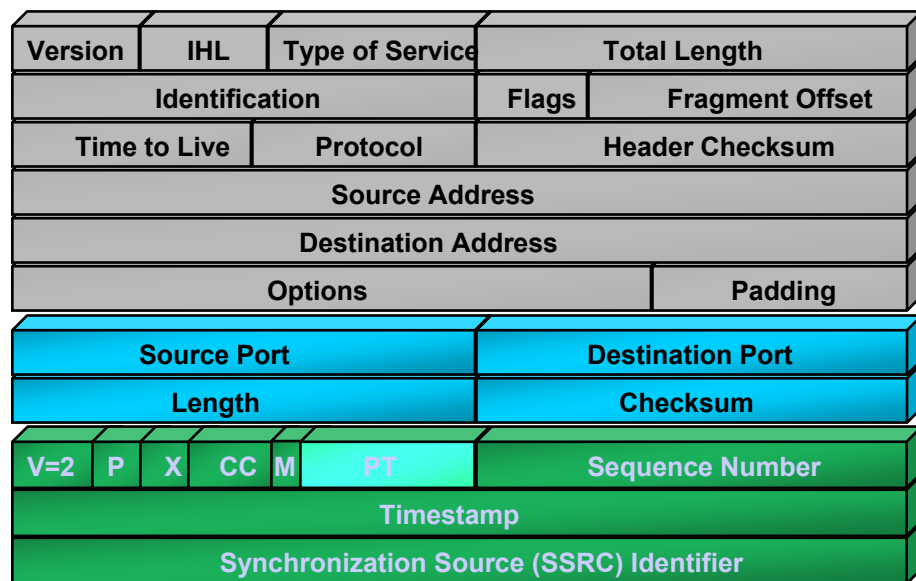 Version IHL Type of Service Total Length
Identification Flags Fragment Offset
Time to Live Protocol Header Checksum
Source Address
Destination Address
Options Padding
Source Port Destination Port
Length Checksum
V=2 P X CC M PT Sequence Number
Timestamp
Synchronization Source (SSRC) Identifier